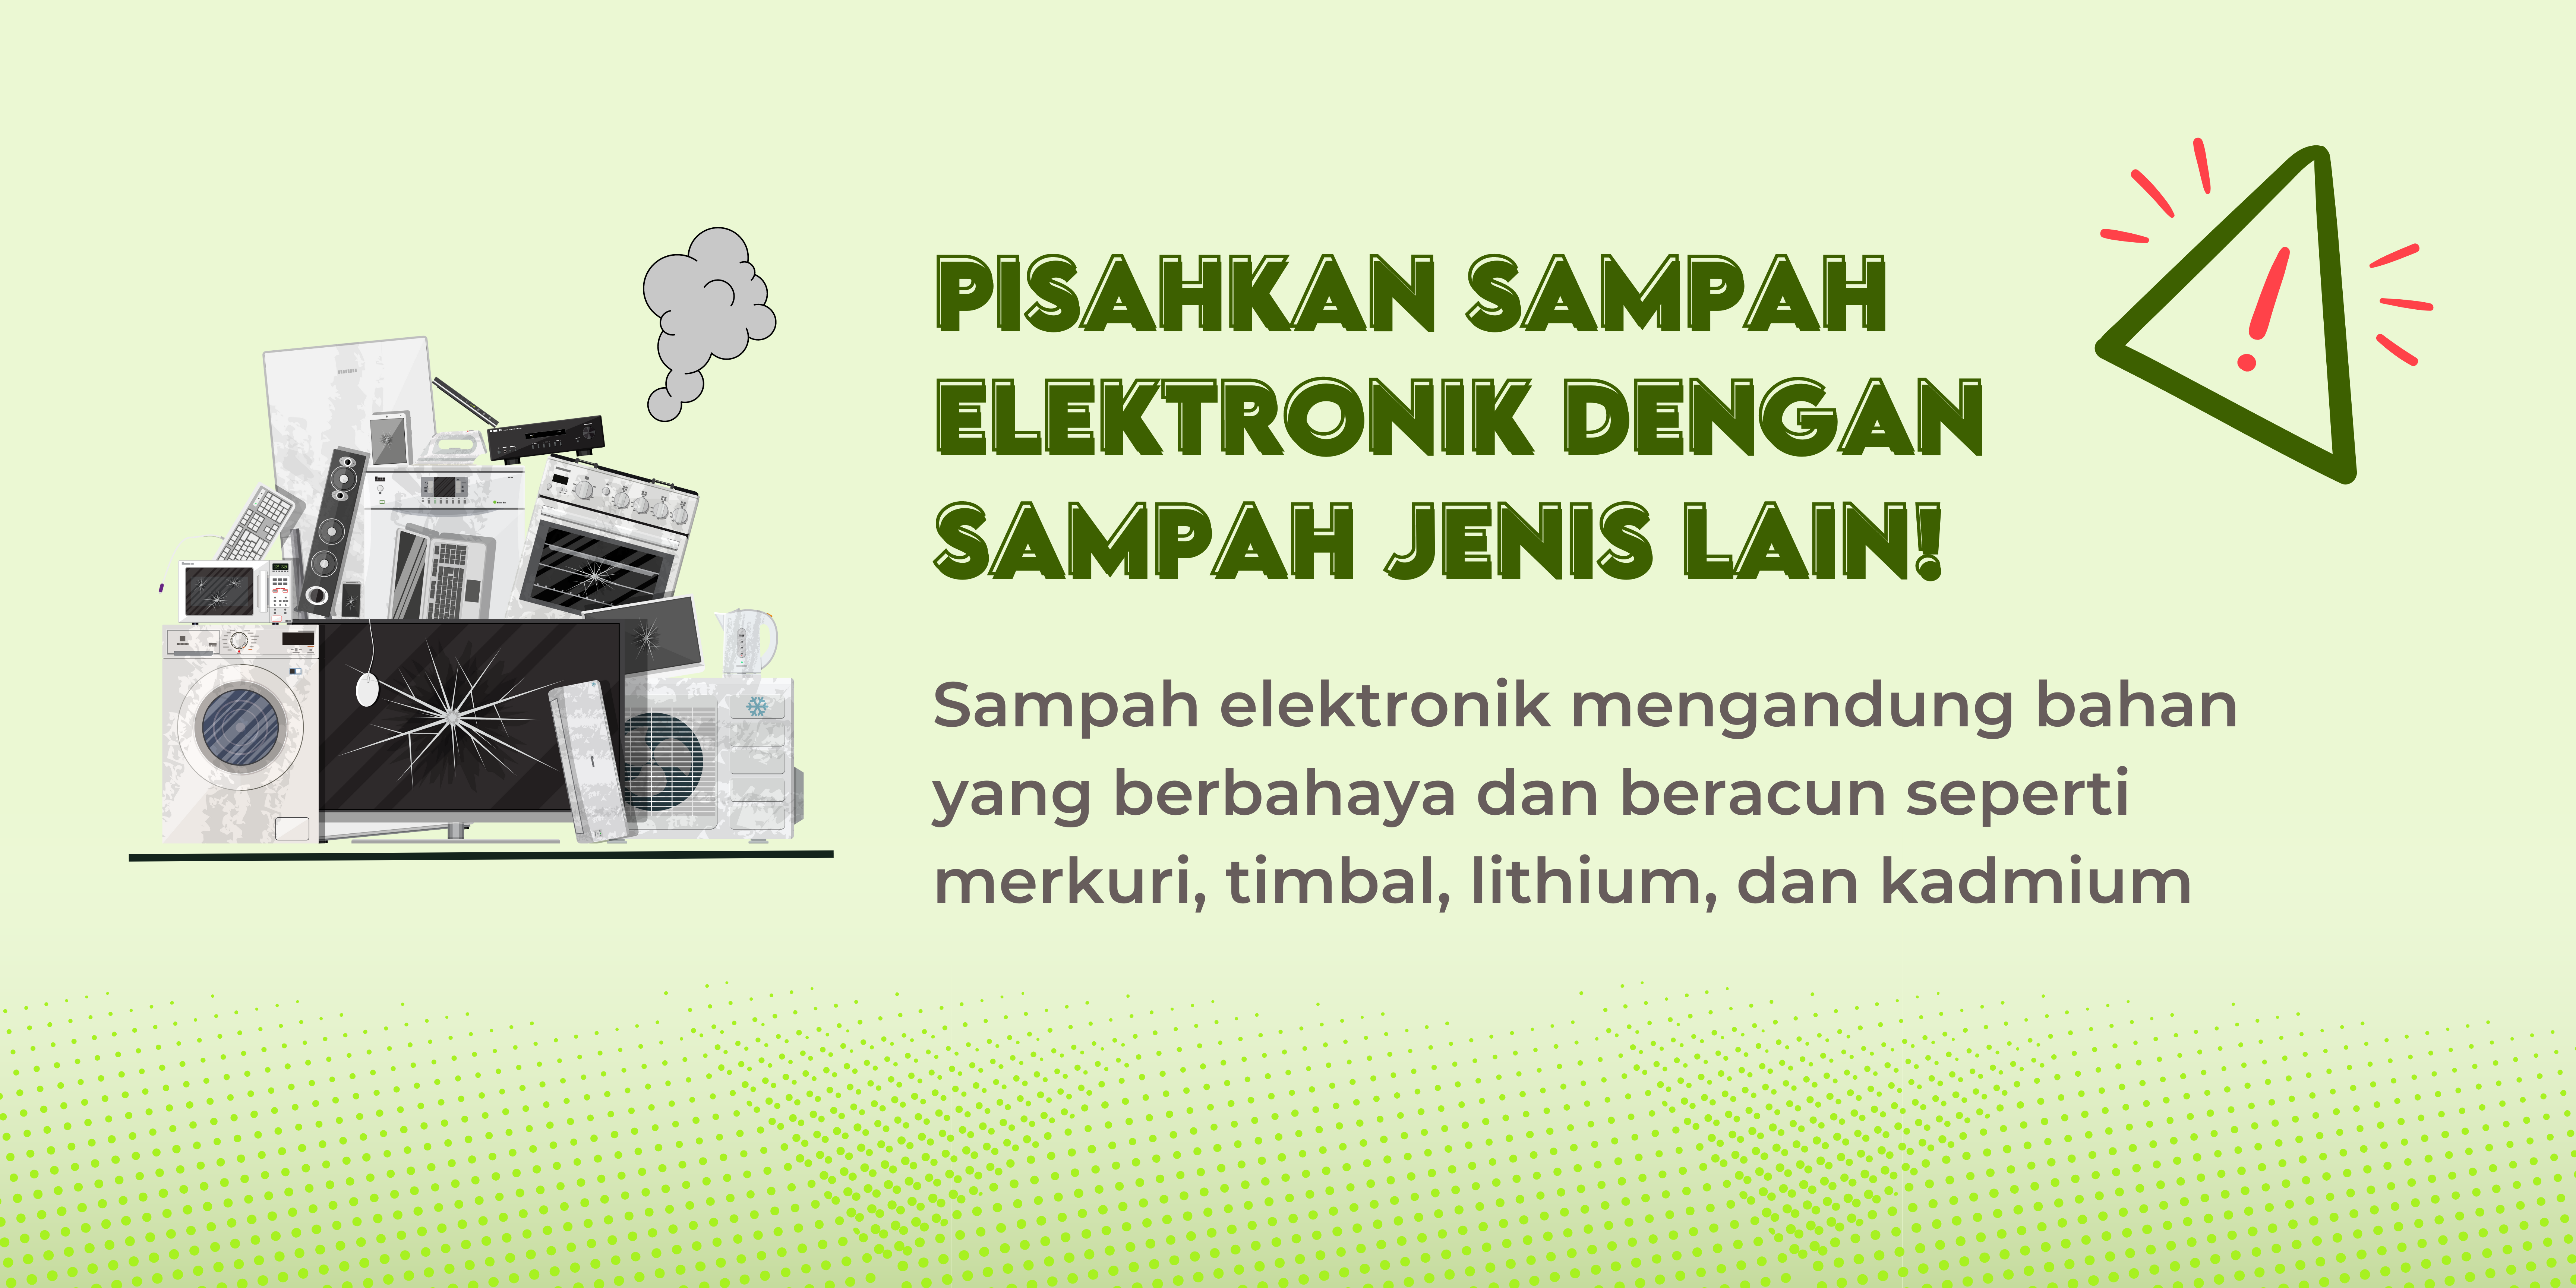 PISAHKAN SAMPAH
ELEKTRONIK DENGAN
SAMPAH JENIS LAIN!
Sampah elektronik mengandung bahan
yang berbahaya dan beracun seperti
merkuri, timbal, lithium, dan kadmium